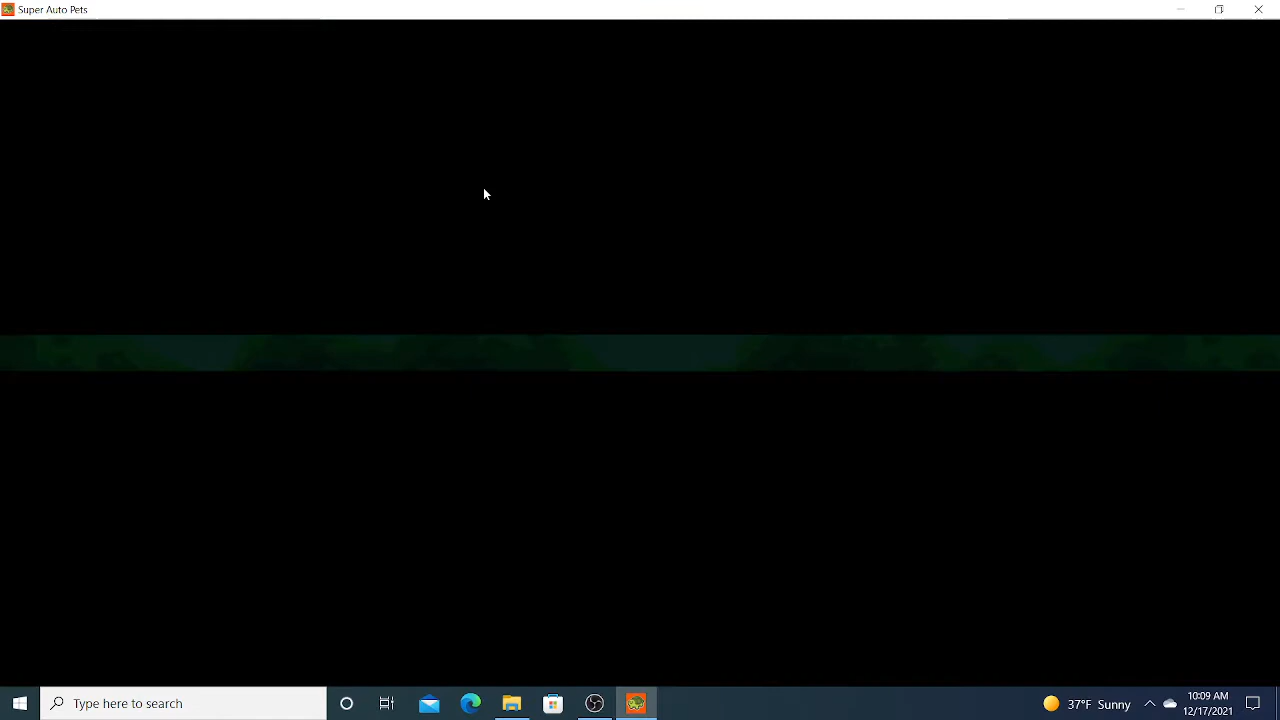 Super Auto Pets
Type here to search
37°F Sunny
10:09 AM
12/17/2021